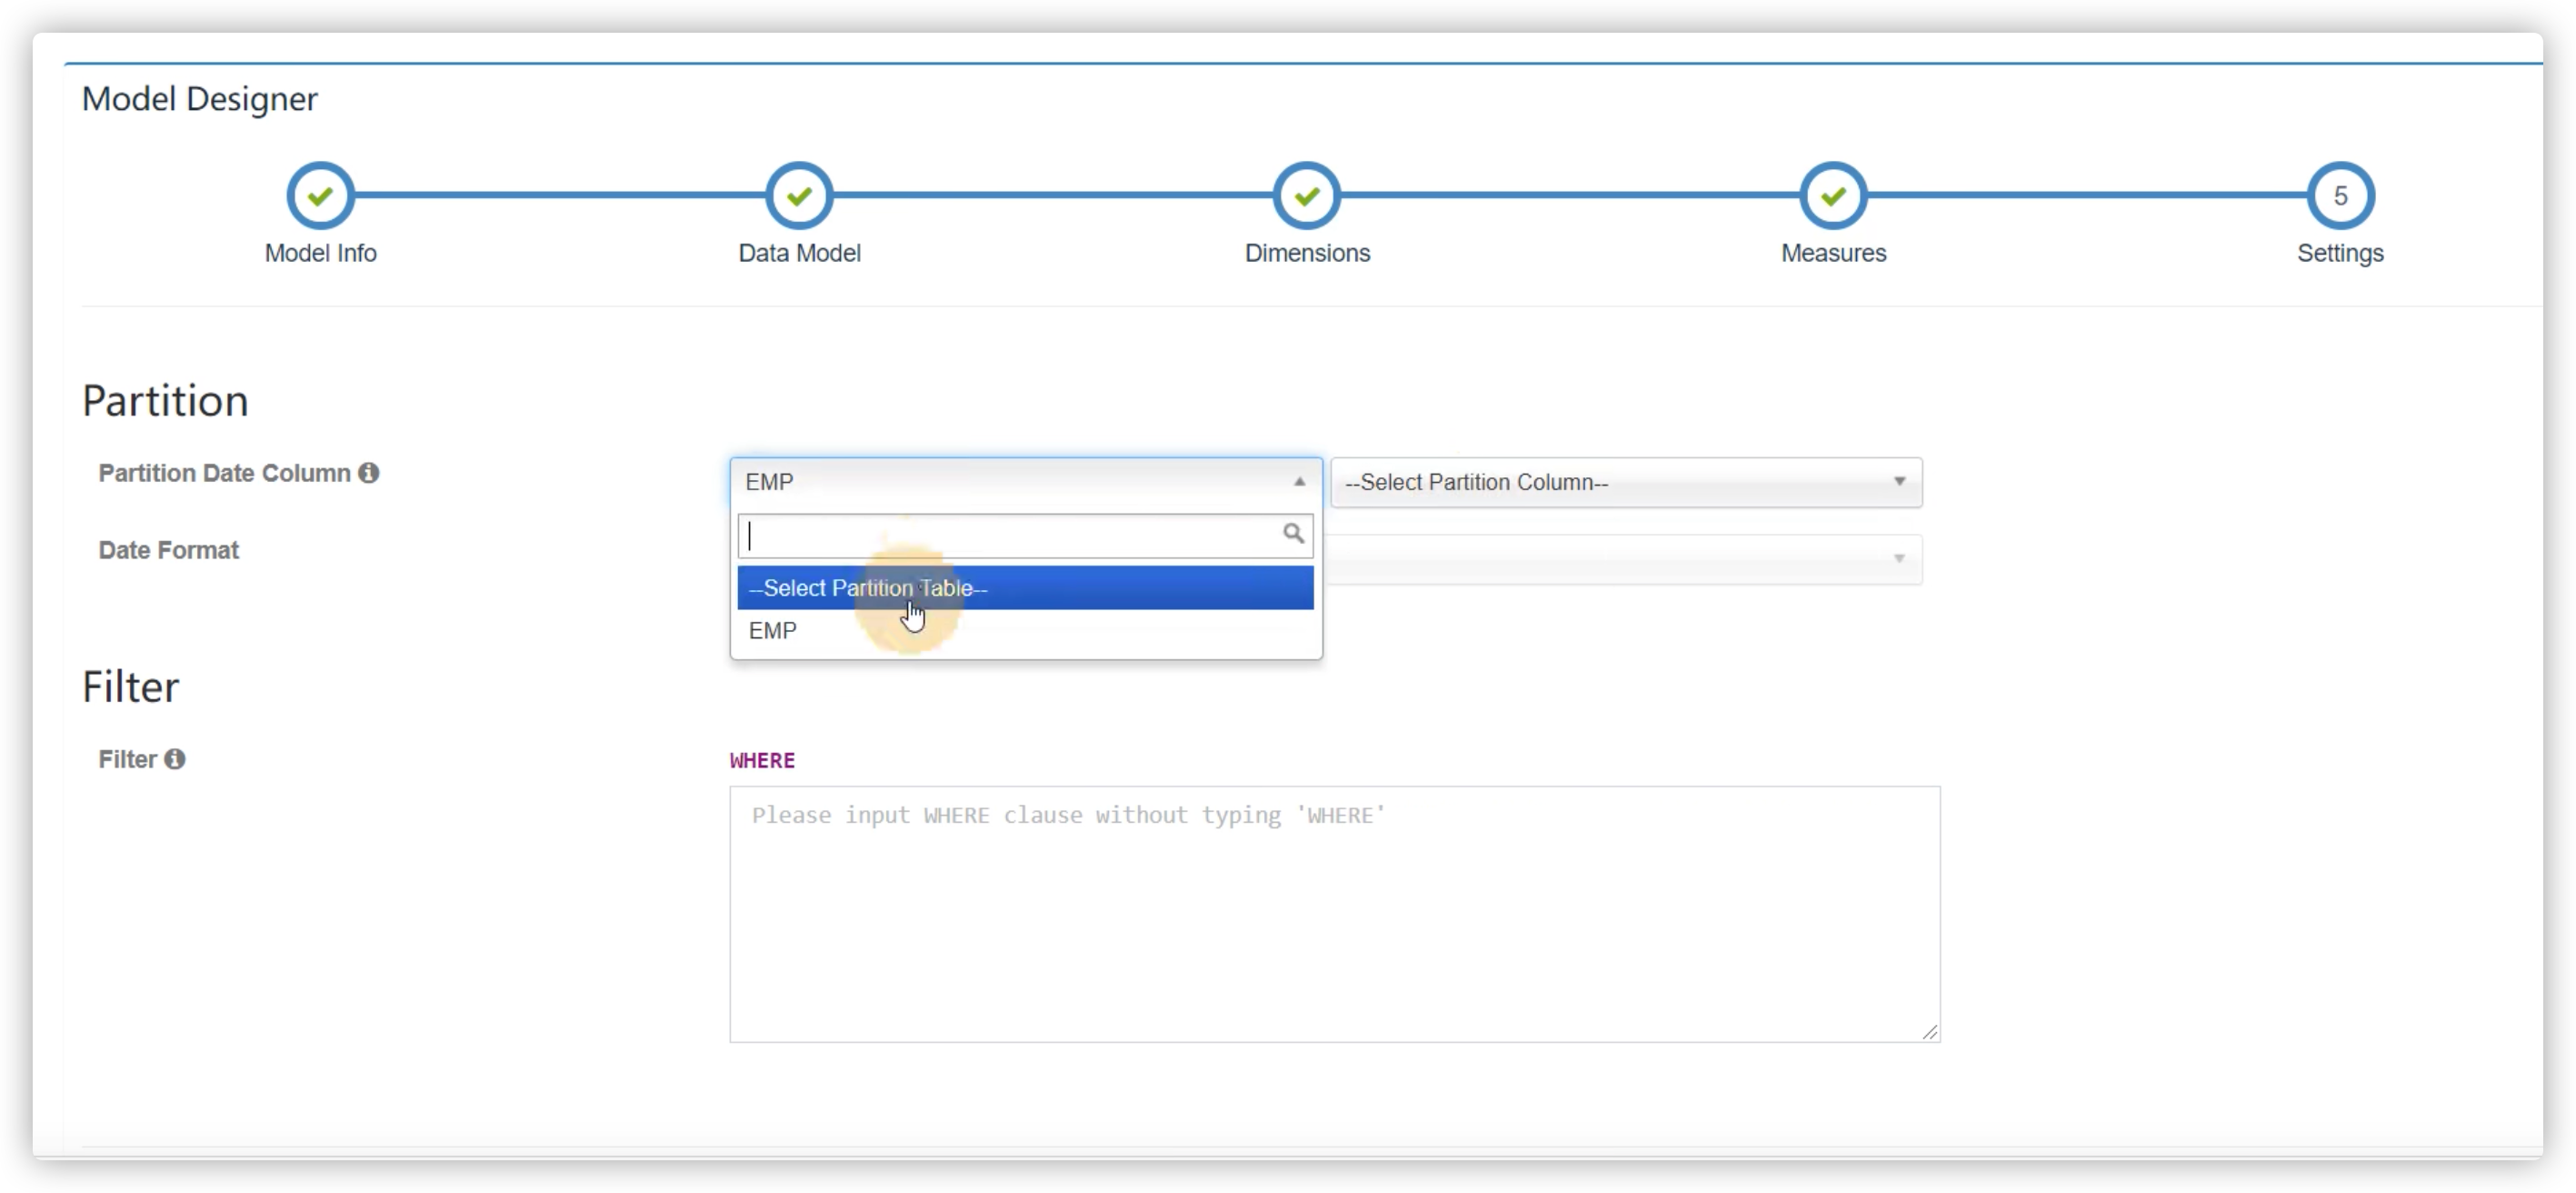 Model Designer
5
Model Info
Data Model
Dimensions
Measures
Settings
Partition
Partition Date Column
EMP
--Select Partition Column--
Date Format
--Select Partition Table--
EMP
Filter
Filter
WHERE
Please input WHERE clause without typing 'WHERE'